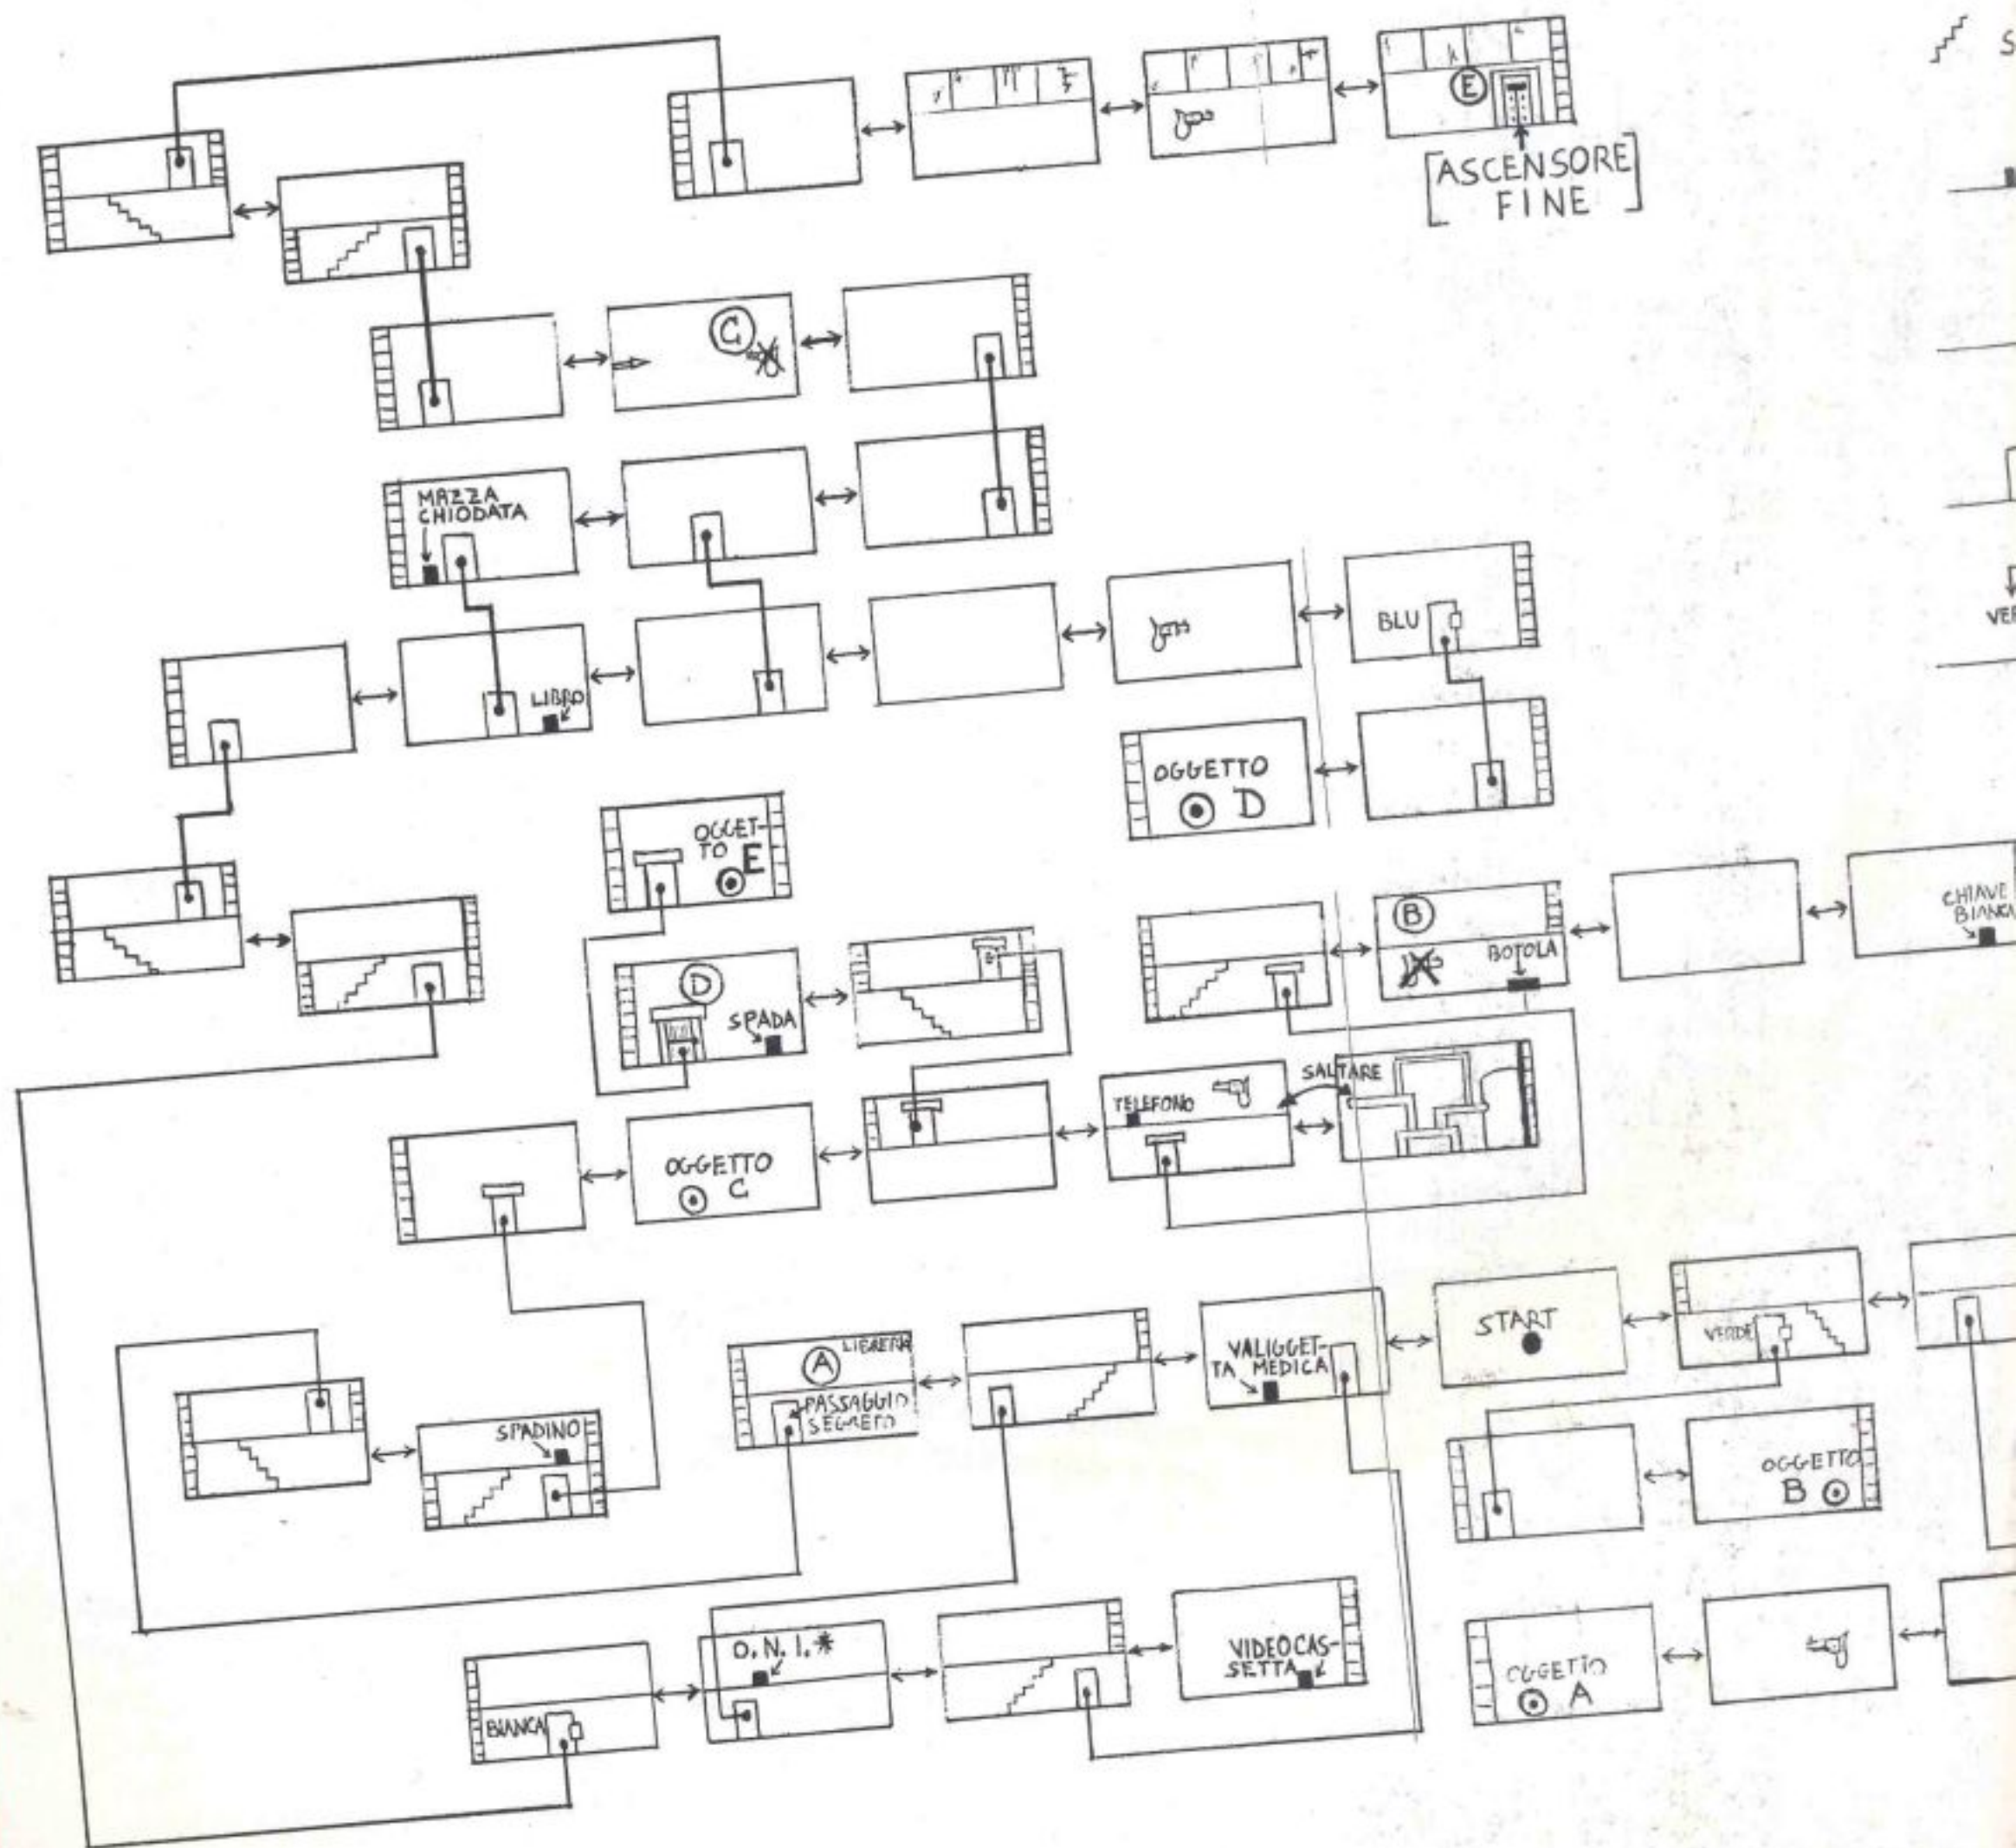 E
[ASCENSORE
FINE]
C
MAZZA
CHIODATA
BLU
LIBRO
OGGETTO
D
OGGET-
TO E
B
BOTOLA
CHIAVE
BIANCA
D
SPADA
SALTARE
TELEFONO
OGGETTO
C
START
VERDE
VALIGGET-
TA MEDICA
A
LIBRERIA
PASSAGGIO
SEGRETO
SPADINO
OGGETTO
B
O.N.I.*
VIDEOCAS-
SETTA
OGGETTO
A
BIANCA